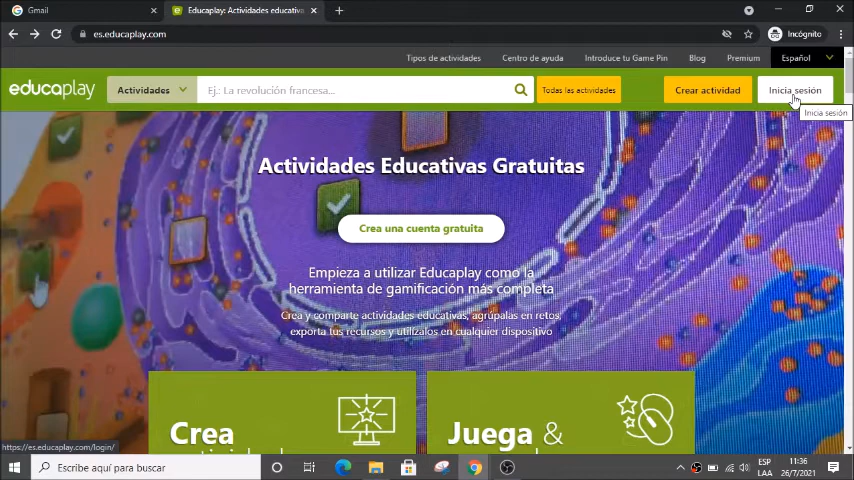 Gmail
Educaplay: Actividades educativa
es.educaplay.com
Incógnito
Tipos de actividades
Centro de ayuda
Introduce tu Game Pin
Blog
Premium
Español
educaplay
Actividades
Ej.: La revolución francesa...
Todas las actividades
Crear actividad
Inicia sesión
Inicia sesión
Actividades Educativas Gratuitas
Crea una cuenta gratuita
Empieza a utilizar Educaplay como la
herramienta de gamificación más completa
Crea y comparte actividades educativas, agrúpalas en retos,
exporta tus recursos y utilízalos en cualquier dispositivo
Crea
Juega &
https://es.educaplay.com/login/
Escribe aquí para buscar
ESP
LAA
11:36
26/7/2021